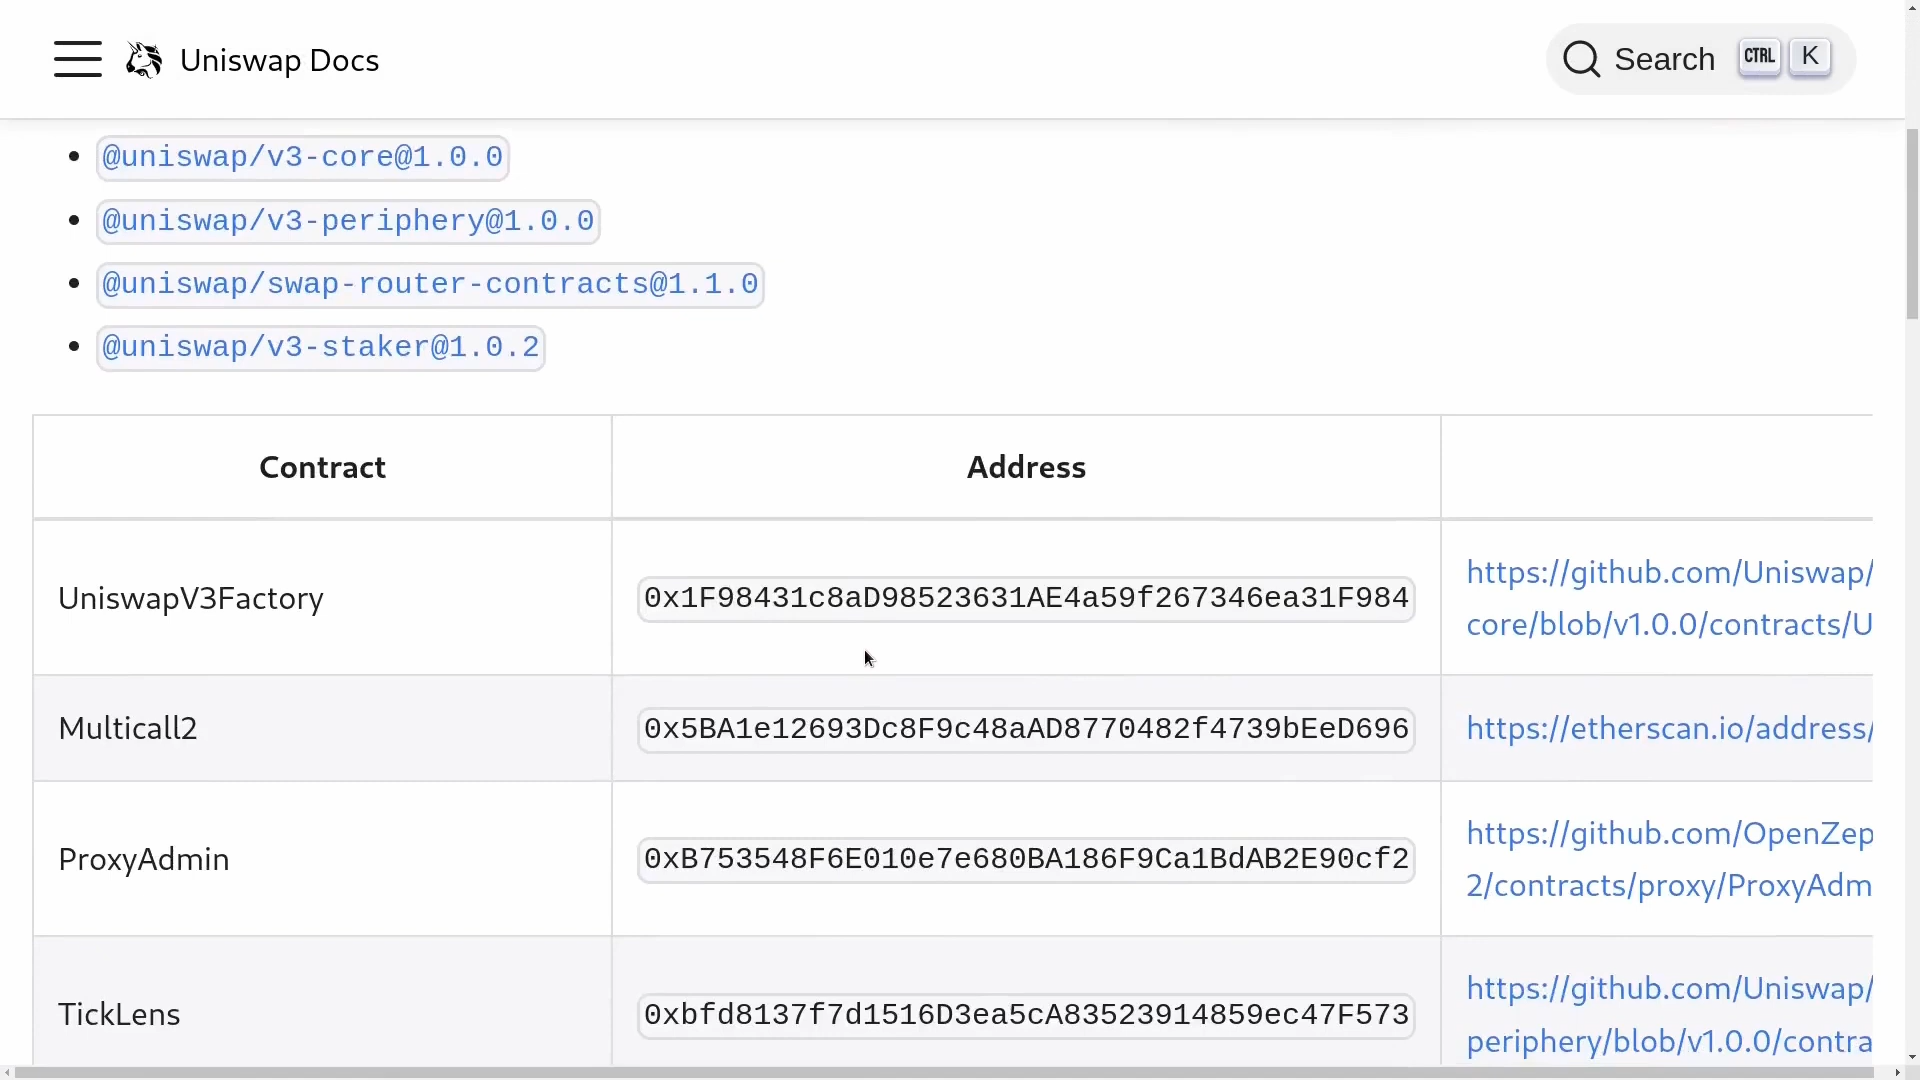 Uniswap Docs
Search CTRL K
@uniswap/v3-core@1.0.0
@uniswap/v3-periphery@1.0.0
@uniswap/swap-router-contracts@1.1.0
@uniswap/v3-staker@1.0.2
Contract Address
UniswapV3Factory 0x1F98431c8aD98523631AE4a59f267346ea31F984 https://github.com/Uniswap/
core/blob/v1.0.0/contracts/U
Multicall2 0x5BA1e12693Dc8F9c48aAD8770482f4739bEeD696 https://etherscan.io/address/
ProxyAdmin 0xB753548F6E010e7e680BA186F9Ca1BdAB2E90cf2 https://github.com/OpenZep
2/contracts/proxy/ProxyAdm
TickLens 0xbfd8137f7d1516D3ea5cA83523914859ec47F573 https://github.com/Uniswap/
periphery/blob/v1.0.0/contra